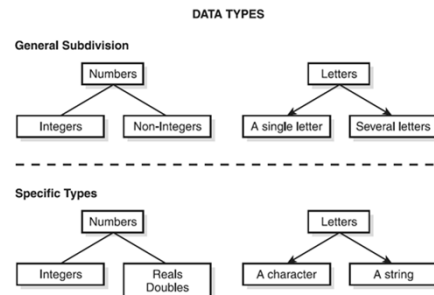 DATA TYPES
General Subdivision
Numbers
Letters
Integers
Non-Integers
A single letter
Several letters
Specific Types
Numbers
Letters
Integers
Reals
Doubles
A character
A string